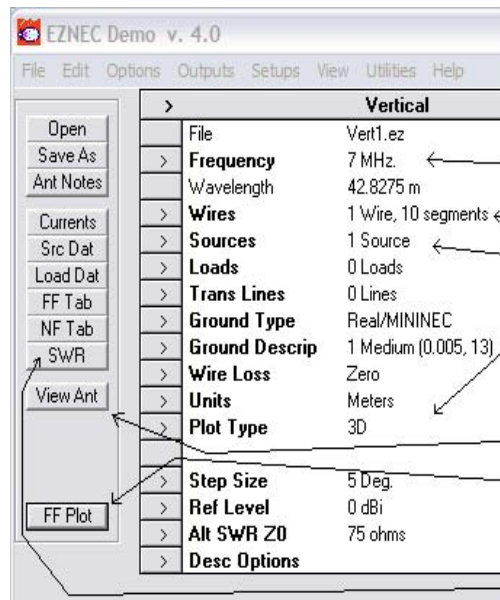 EZNEC Demo v. 4.0
File Edit Options Outputs Setups View Utilities Help
Open
Save As
Ant Notes
Currents
Src Dat
Load Dat
FF Tab
NF Tab
SWR
View Ant
FF Plot
> Vertical
File Vert1.ez
> Frequency 7 MHz.
Wavelength 42.8275 m
> Wires 1 Wire, 10 segments
> Sources 1 Source
> Loads 0 Loads
> Trans Lines 0 Lines
> Ground Type Real/MININEC
> Ground Descrip 1 Medium (0.005, 13)
> Wire Loss Zero
> Units Meters
> Plot Type 3D
> Step Size 5 Deg.
> Ref Level 0 dBi
> Alt SWR Z0 75 ohms
> Desc Options